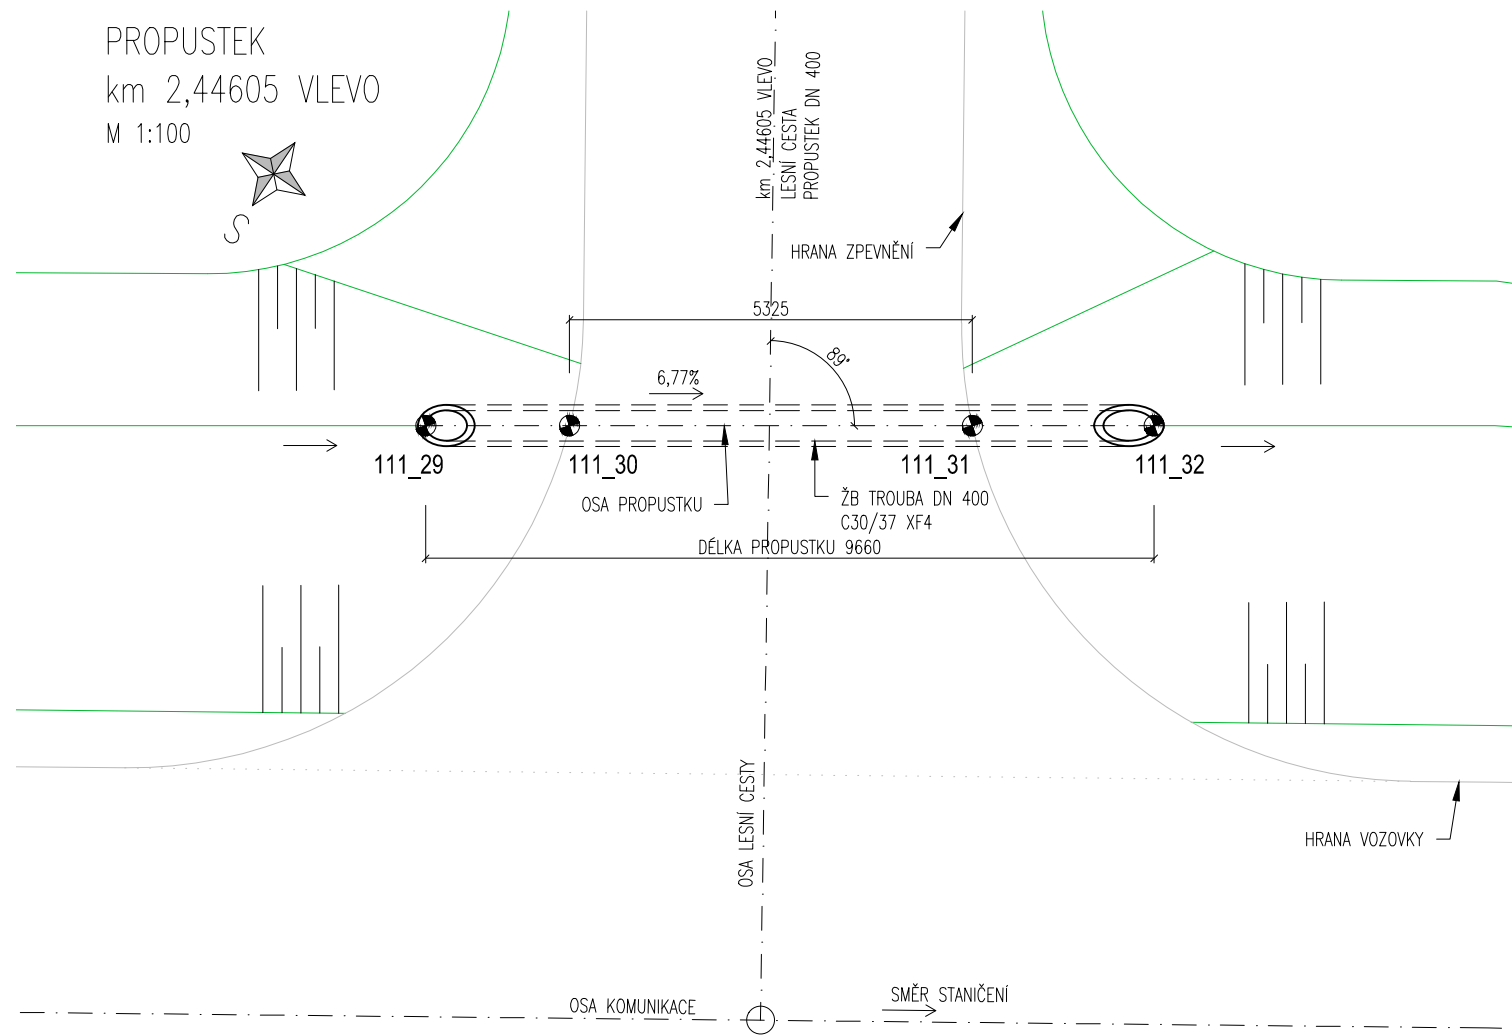 PROPUSTEK
km 2,44605 VLEVO
M 1:100
S
km 2,44605 VLEVO
LESNÍ CESTA
PROPUSTEK DN 400
HRANA ZPEVNĚNÍ
5325
89°
6,77%
111_29
111_30
111_31
111_32
OSA PROPUSTKU
ŽB TROUBA DN 400
C30/37 XF4
DÉLKA PROPUSTKU 9660
OSA LESNÍ CESTY
HRANA VOZOVKY
OSA KOMUNIKACE
SMĚR STANIČENÍ